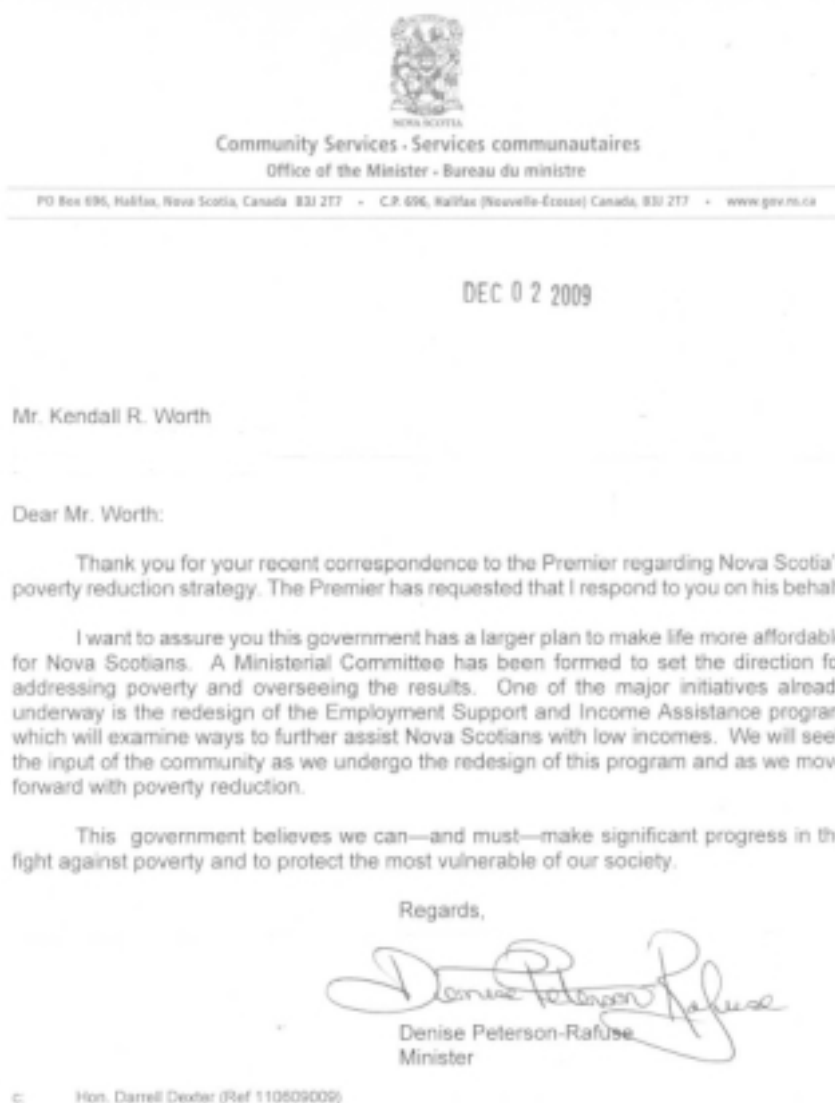 NOVA SCOTIA
Community Services - Services communautaires
Office of the Minister - Bureau du ministre
PO Box 696, Halifax, Nova Scotia, Canada B3J 2T7 • C.P. 696, Halifax (Nouvelle-Écosse) Canada, B3J 2T7 • www.gov.ns.ca
DEC 02 2009
Mr. Kendall R. Worth
Dear Mr. Worth:
Thank you for your recent correspondence to the Premier regarding Nova Scotia'
poverty reduction strategy. The Premier has requested that I respond to you on his behal
I want to assure you this government has a larger plan to make life more affordabl
for Nova Scotians. A Ministerial Committee has been formed to set the direction fo
addressing poverty and overseeing the results. One of the major initiatives alread
underway is the redesign of the Employment Support and Income Assistance program
which will examine ways to further assist Nova Scotians with low incomes. We will see
the input of the community as we undergo the redesign of this program and as we mov
forward with poverty reduction.
This government believes we can—and must—make significant progress in th
fight against poverty and to protect the most vulnerable of our society.
Regards,
Denise Peterson-Rafuse
Denise Peterson-Rafuse
Minister
c: Hon. Darrell Dexter (Ref 110609009)